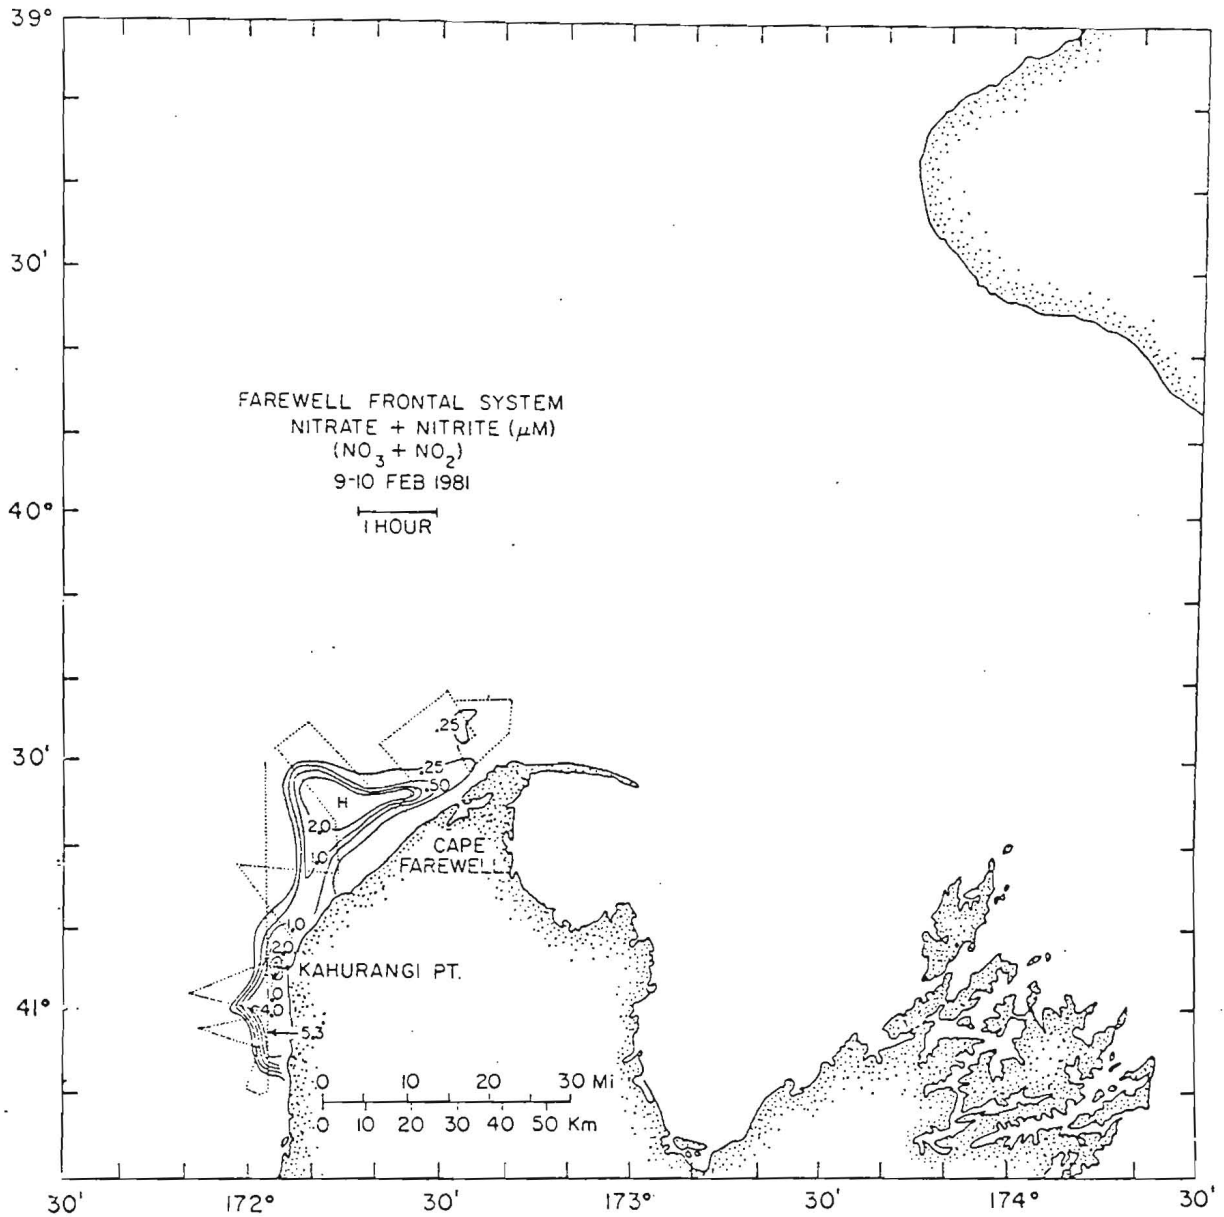 39°
30'
FAREWELL FRONTAL SYSTEM
NITRATE + NITRITE (µM)
(NO3 + NO2)
9-10 FEB 1981
1 HOUR
40°
.25
30'
.25
.50
H
2.0
1.0
CAPE
FAREWELL
1.0
2.0
KAHURANGI PT.
1.0
41°
4.0
5.3
0 10 20 30 Mi
0 10 20 30 40 50 Km
30' 172° 30' 173° 30' 174° 30'